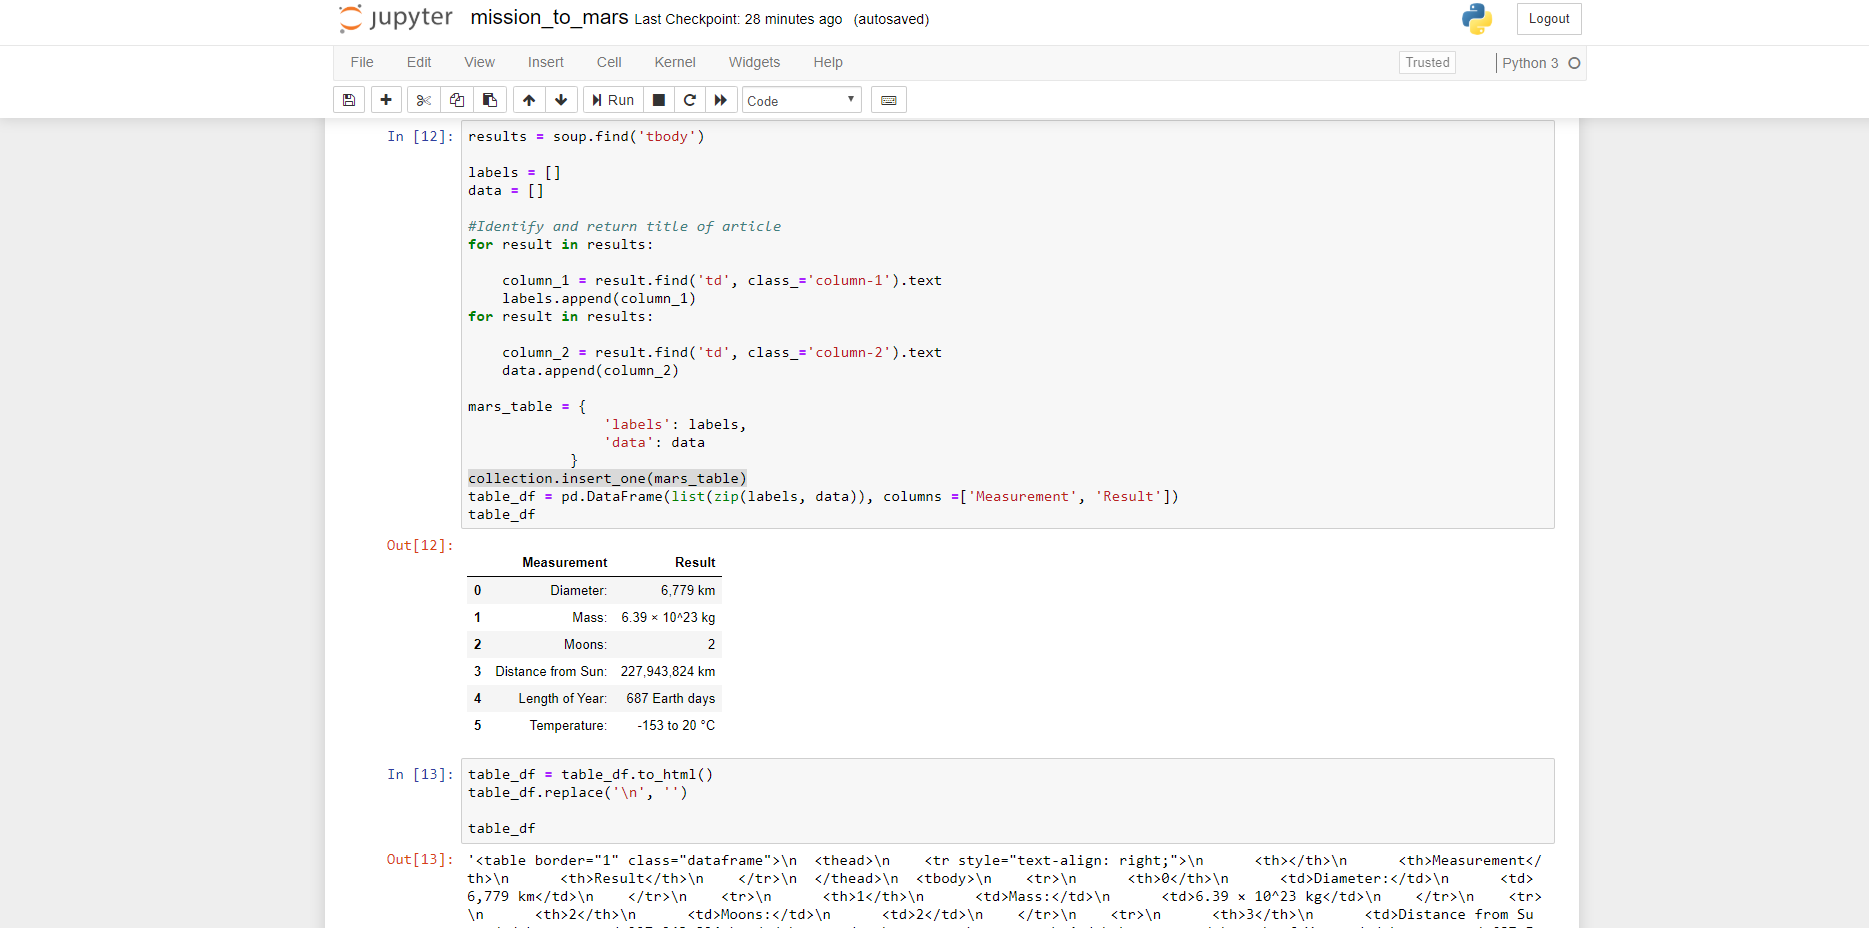 jupyter mission_to_mars Last Checkpoint: 28 minutes ago (autosaved) Logout
File Edit View Insert Cell Kernel Widgets Help Trusted Python 3
Run Code
In [12]: results = soup.find('tbody')
labels = []
data = []
#Identify and return title of article
for result in results:
column_1 = result.find('td', class_='column-1').text
labels.append(column_1)
for result in results:
column_2 = result.find('td', class_='column-2').text
data.append(column_2)
mars_table = {
'labels': labels,
'data': data
}
collection.insert_one(mars_table)
table_df = pd.DataFrame(list(zip(labels, data)), columns =['Measurement', 'Result'])
table_df
Out[12]:
Measurement Result
0 Diameter: 6,779 km
1 Mass: 6.39 × 10^23 kg
2 Moons: 2
3 Distance from Sun: 227,943,824 km
4 Length of Year: 687 Earth days
5 Temperature: -153 to 20 °C
In [13]: table_df = table_df.to_html()
table_df.replace('\n', '')
table_df
Out[13]: '<table border="1" class="dataframe">\n  <thead>\n    <tr style="text-align: right;">\n      <th></th>\n      <th>Measurement</
th>\n      <th>Result</th>\n    </tr>\n  </thead>\n  <tbody>\n    <tr>\n      <th>0</th>\n      <td>Diameter:</td>\n      <td>
6,779 km</td>\n    </tr>\n    <tr>\n      <th>1</th>\n      <td>Mass:</td>\n      <td>6.39 × 10^23 kg</td>\n    </tr>\n    <tr>
\n      <th>2</th>\n      <td>Moons:</td>\n      <td>2</td>\n    </tr>\n    <tr>\n      <th>3</th>\n      <td>Distance from Su